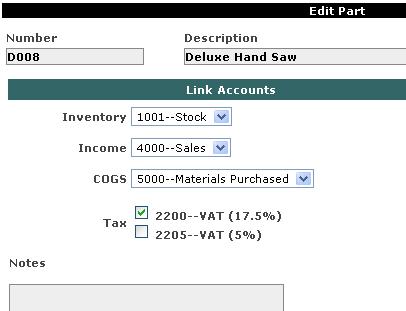 Edit Part
Number Description
D008 Deluxe Hand Saw
Link Accounts
Inventory 1001--Stock
Income 4000--Sales
COGS 5000--Materials Purchased
Tax 2200--VAT (17.5%)
2205--VAT (5%)
Notes